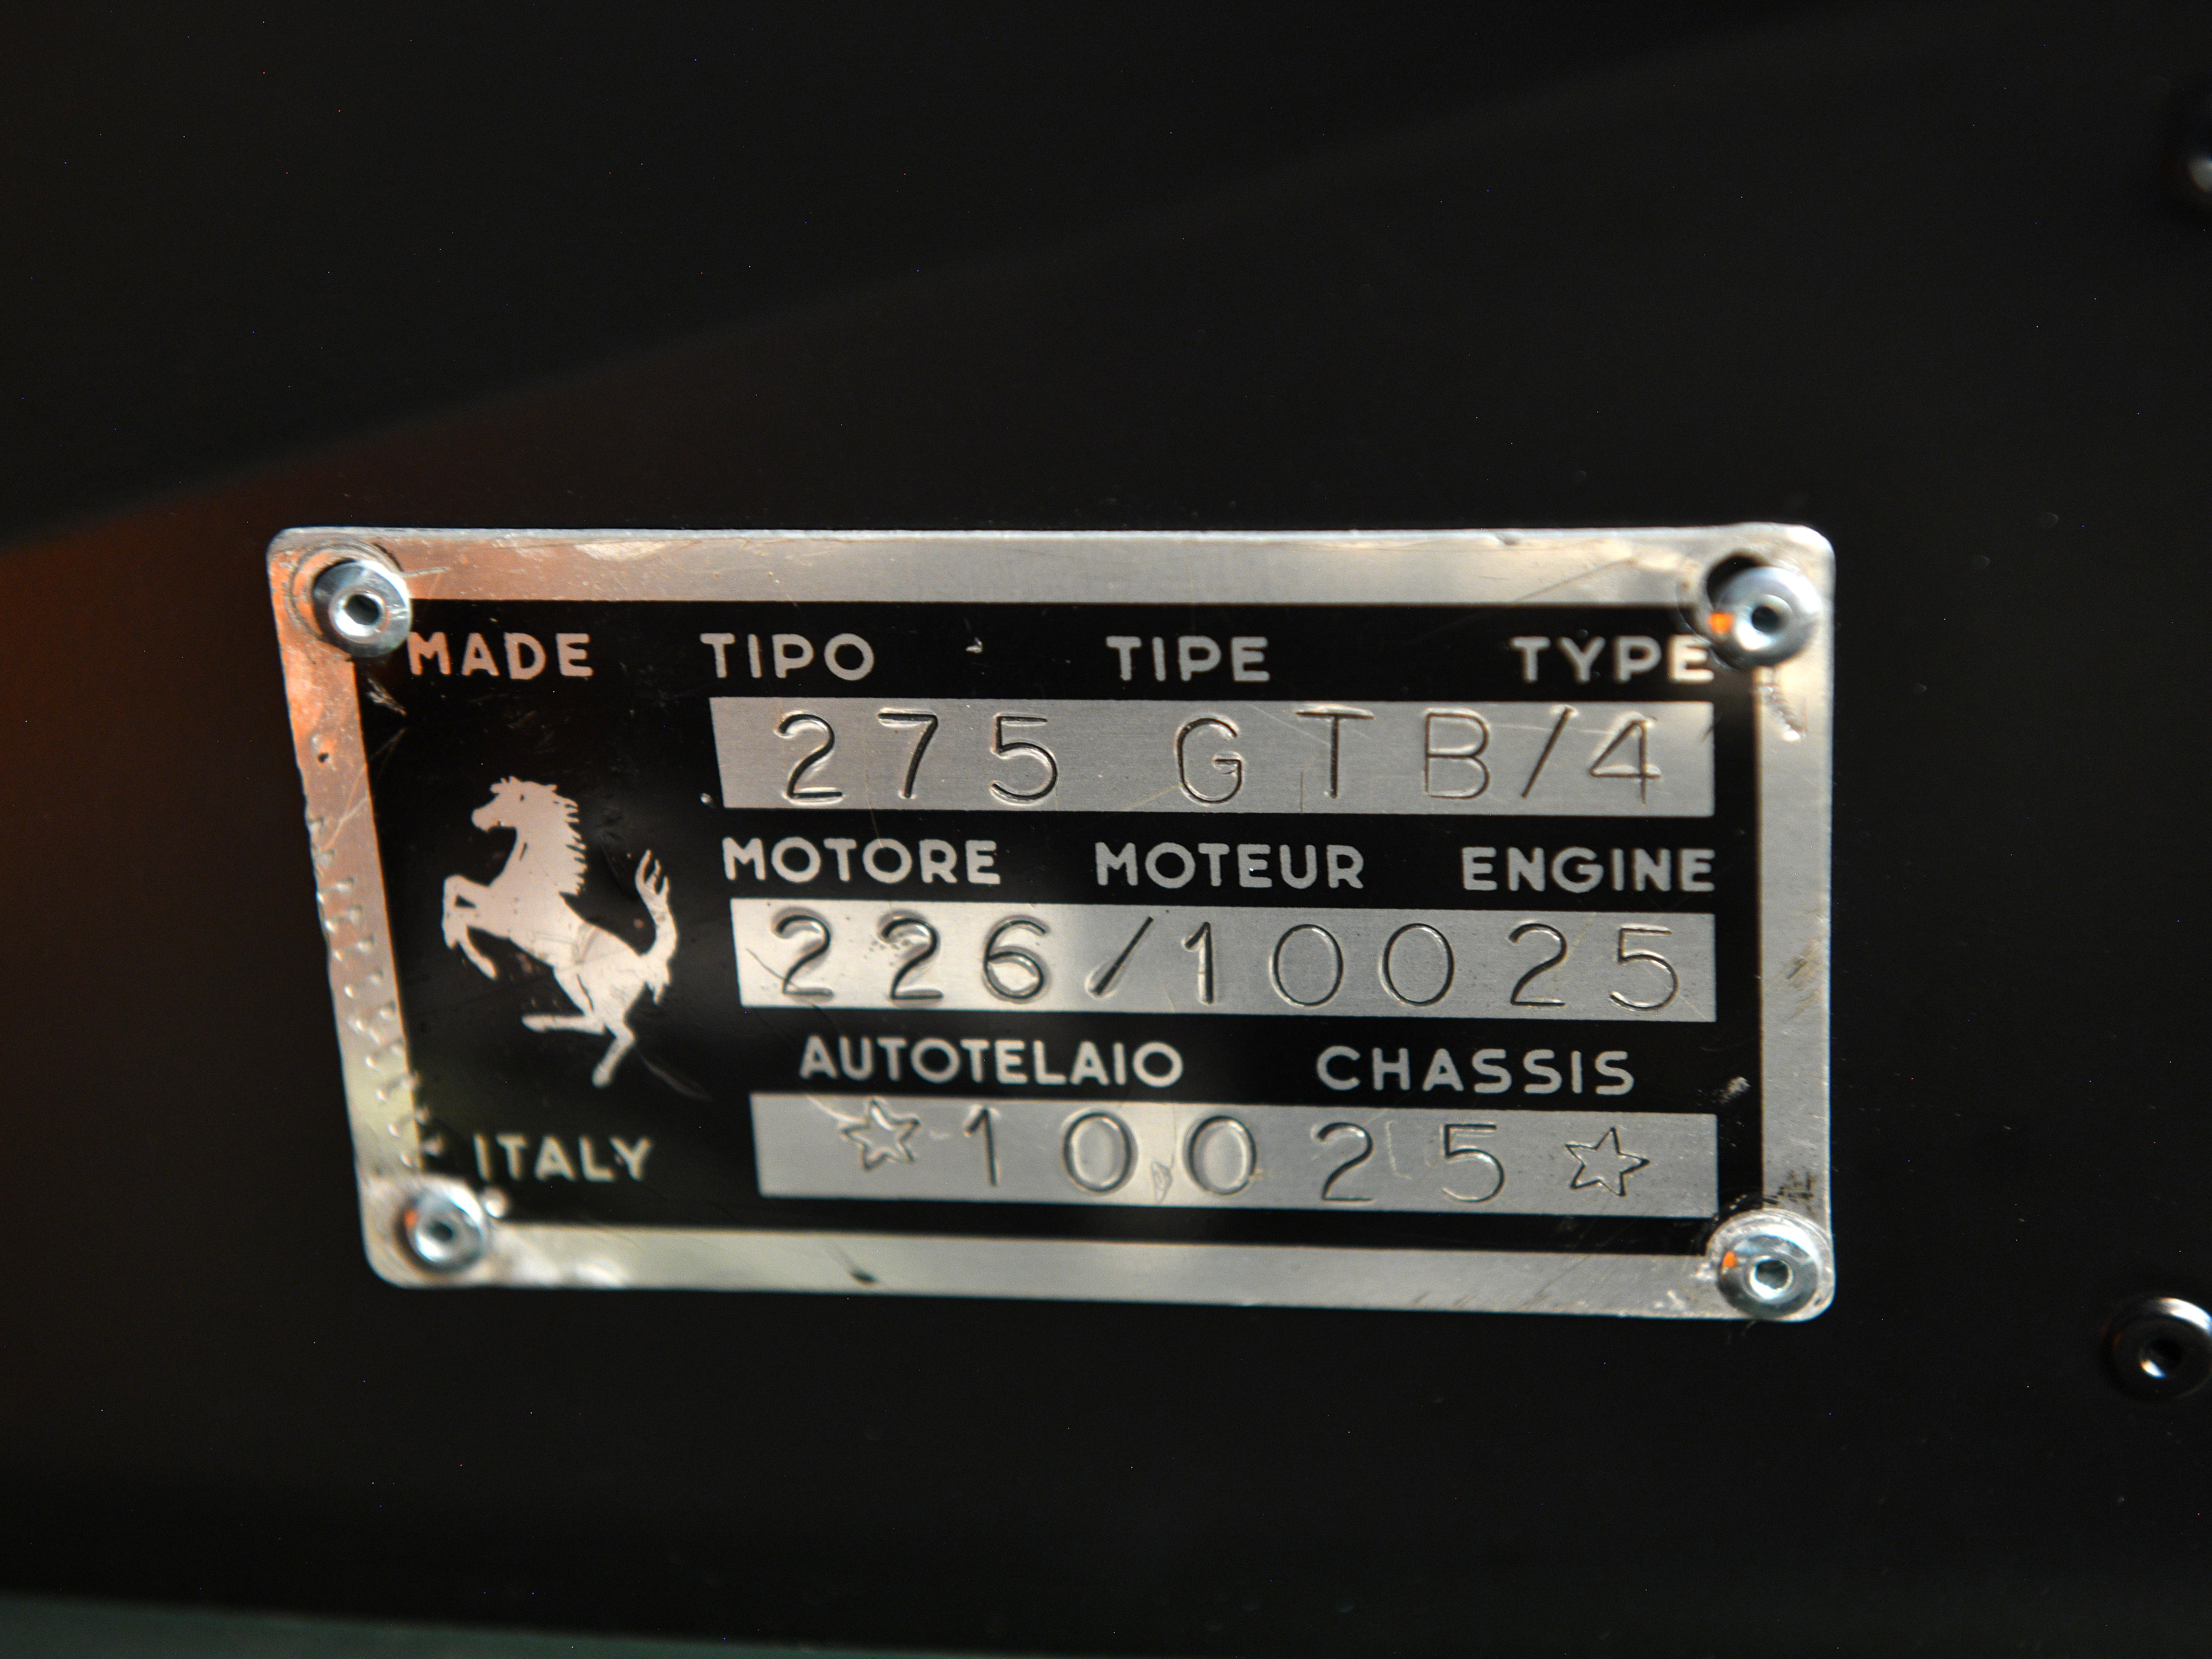 MADE TIPO TIPE TYPE
275 GTB/4
MOTORE MOTEUR ENGINE
226/10025
AUTOTELAIO CHASSIS
ITALY ☆10025☆